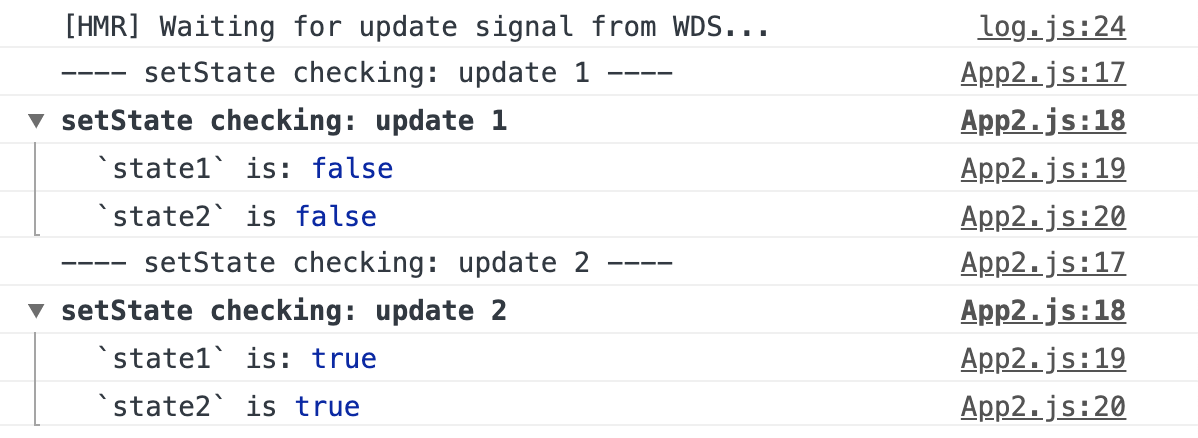 [HMR] Waiting for update signal from WDS... log.js:24
---- setState checking: update 1 ---- App2.js:17
setState checking: update 1 App2.js:18
`state1` is: false App2.js:19
`state2` is false App2.js:20
---- setState checking: update 2 ---- App2.js:17
setState checking: update 2 App2.js:18
`state1` is: true App2.js:19
`state2` is true App2.js:20